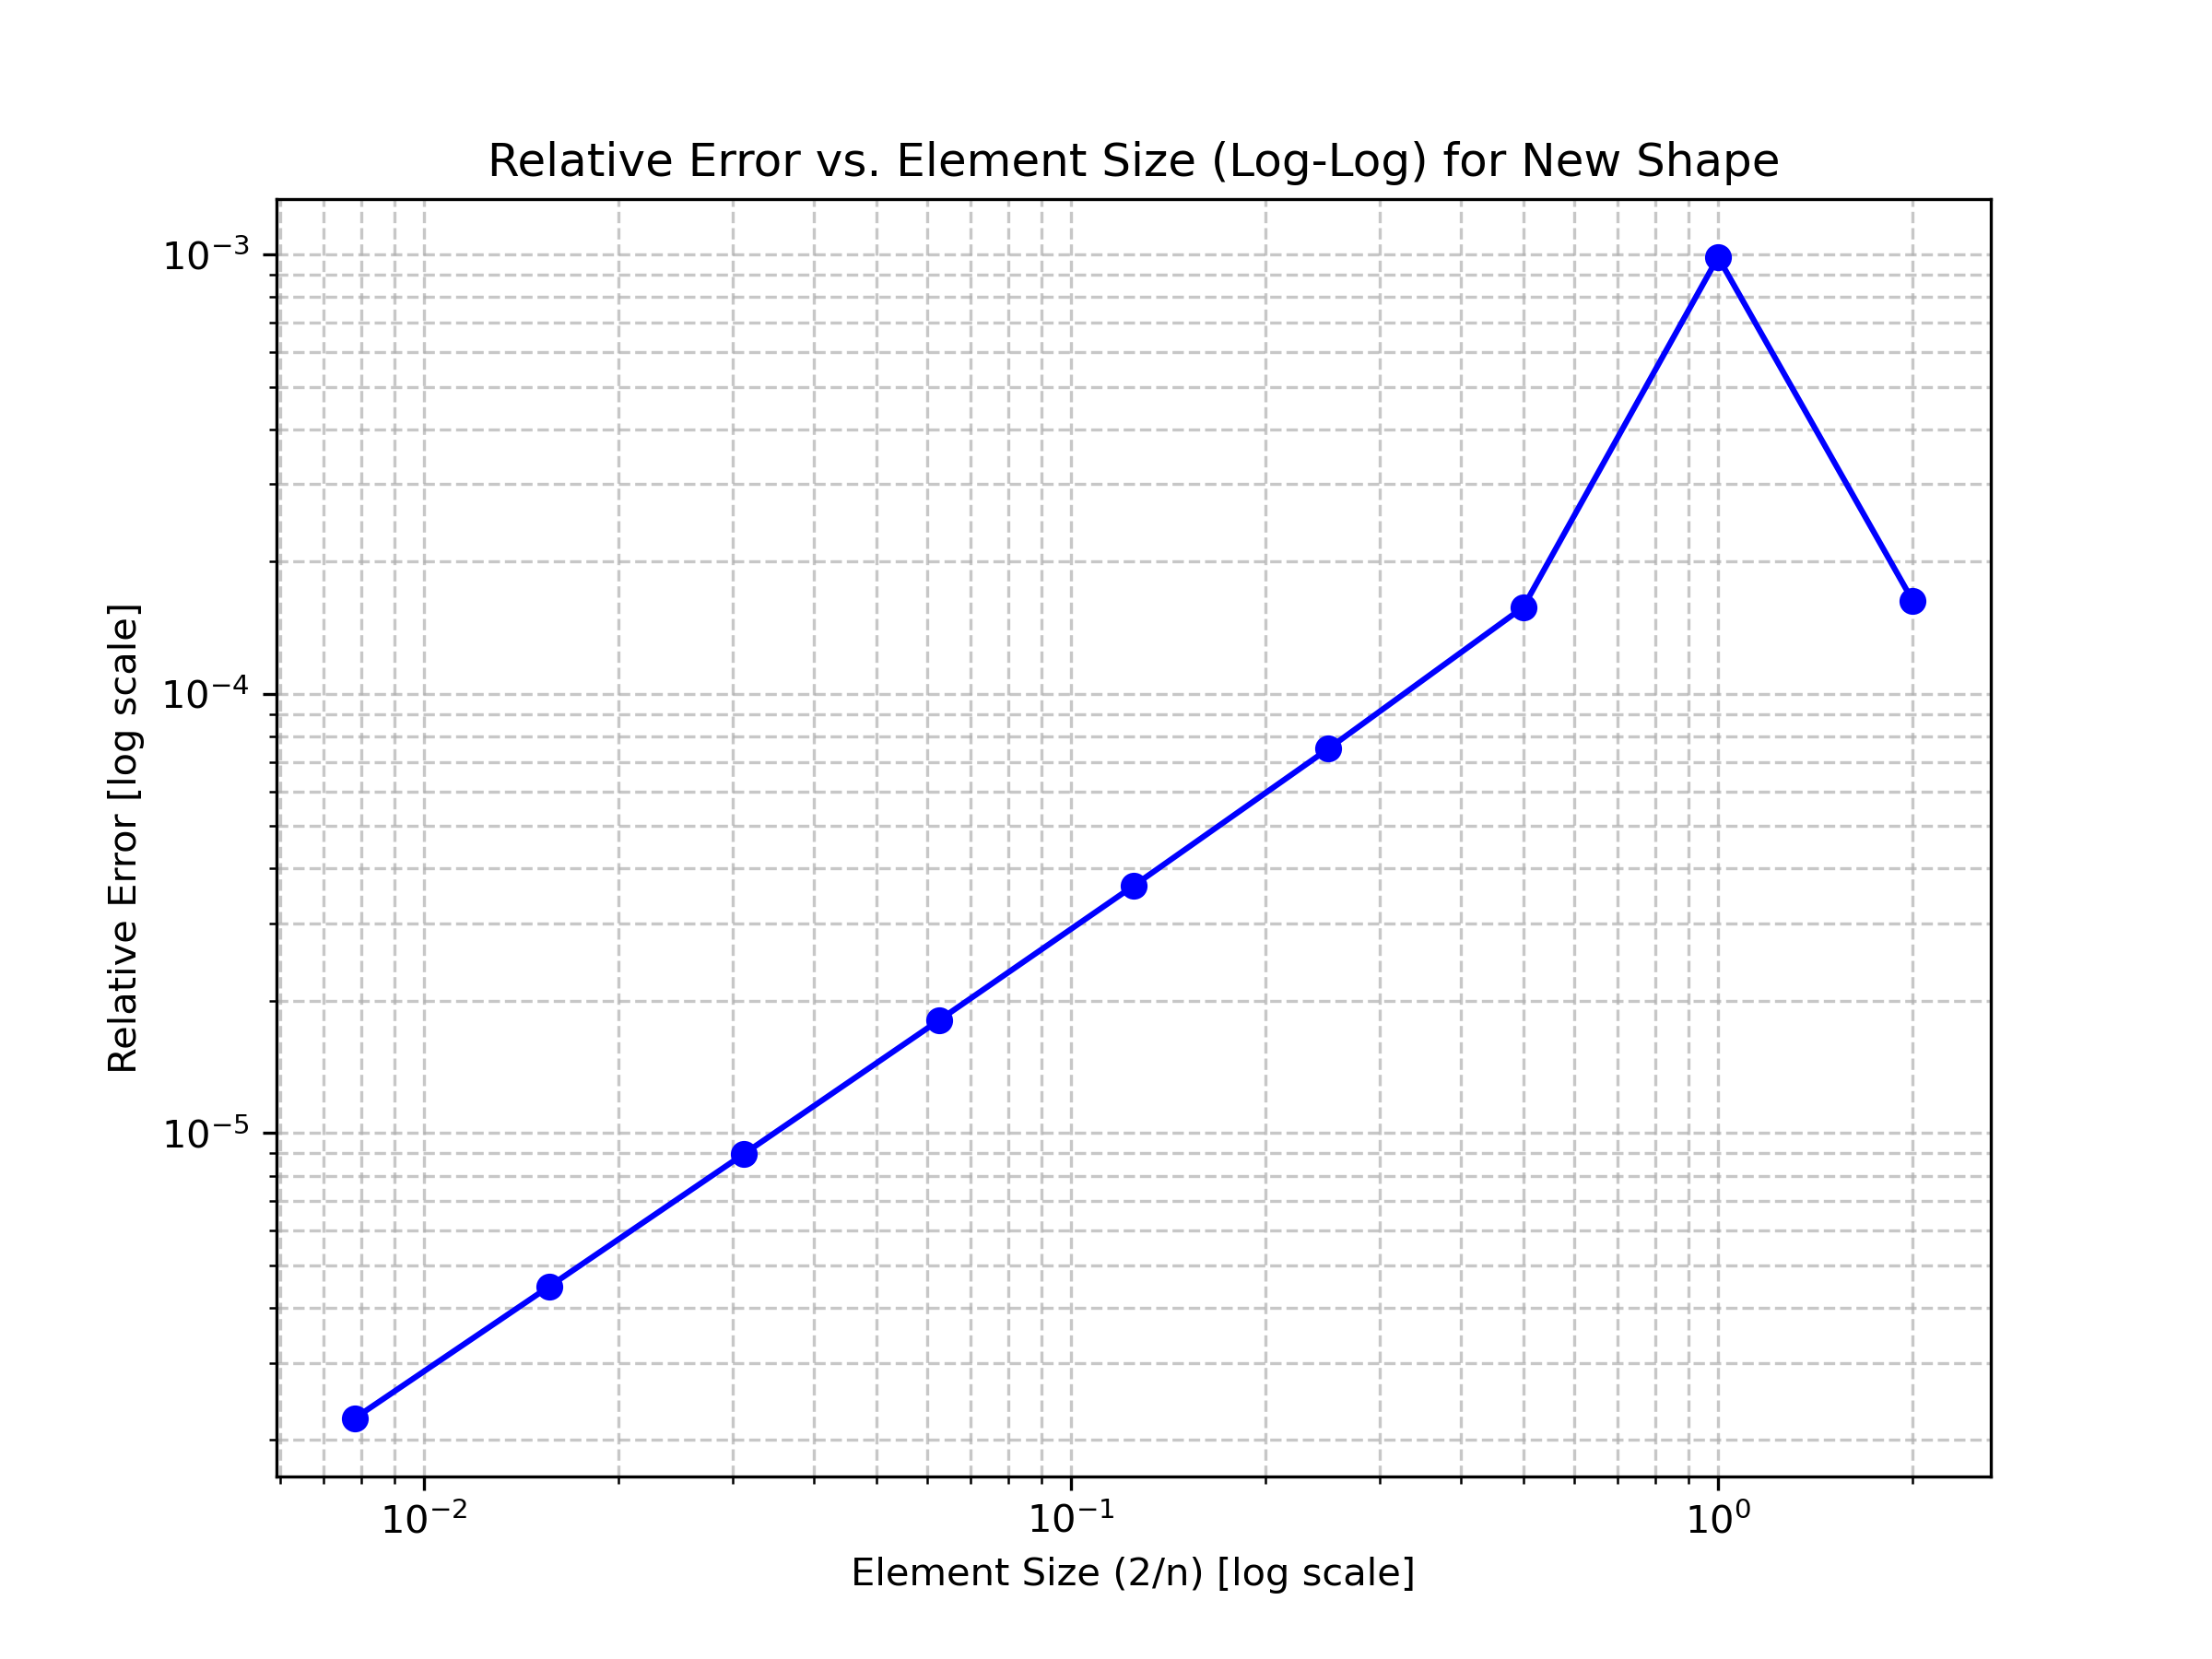 Relative Error vs. Element Size (Log-Log) for New Shape
10⁻³
10⁻⁴
10⁻⁵
Relative Error [log scale]
10⁻²
10⁻¹
10⁰
Element Size (2/n) [log scale]